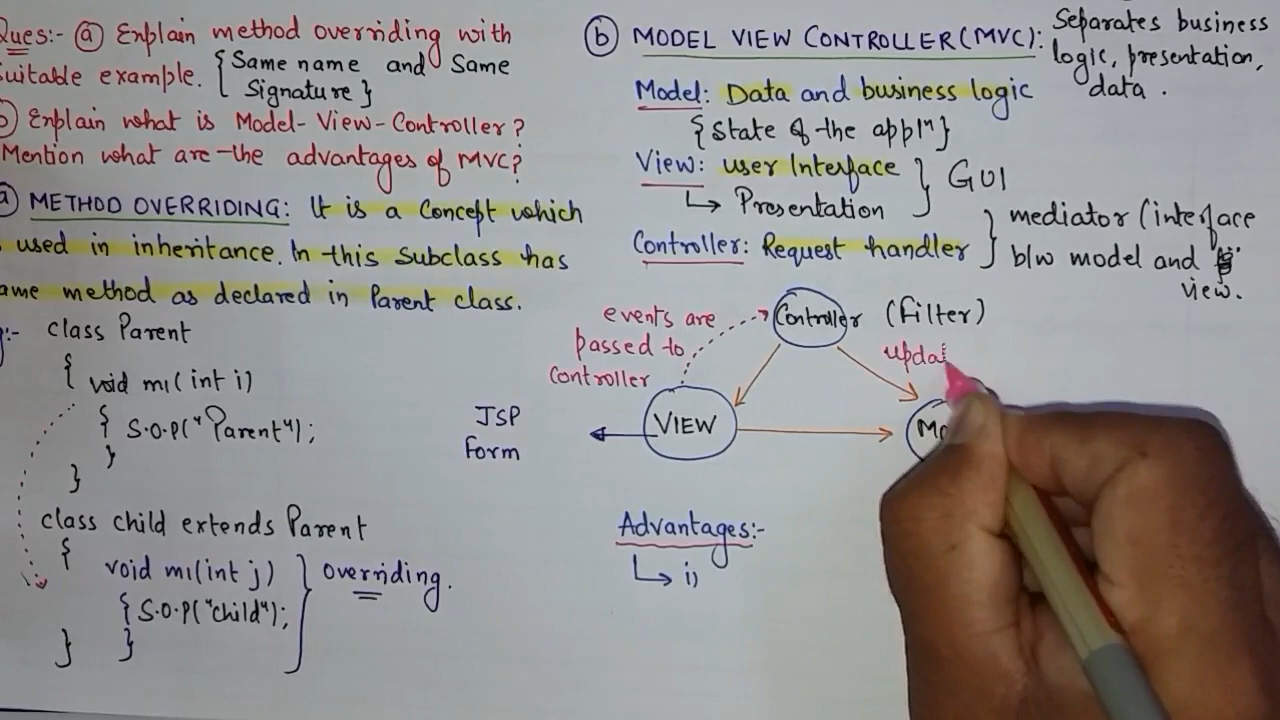 Ques:- (a) Explain method overriding with
suitable example. { Same name and Same
Signature }
b) Explain what is Model-View-Controller?
Mention what are the advantages of MVC?
a) METHOD OVERRIDING: It is a concept which
used in inheritance. In this Subclass has
ame method as declared in Parent class.
g:- class Parent
{ void m1(int i)
{ S.O.P("Parent");
}
}
class child extends Parent
{ void m1(int j) } overriding.
{S.O.P("child");
} }
(b) MODEL VIEW CONTROLLER (MVC): Separates business
logic, presentation,
data.
Model: Data and business logic
{state of the appln}
View: user Interface } GUI
↳ Presentation
Controller: Request handler } mediator (interface
b/w model and
view.
events are
passed to
controller
Controller (Filter)
upda
VIEW
Mo
JSP
Form
Advantages:-
↳ i)